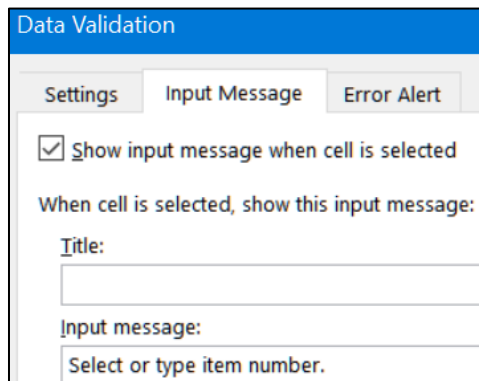 Data Validation
Settings Input Message Error Alert
Show input message when cell is selected
When cell is selected, show this input message:
Title:
Input message:
Select or type item number.